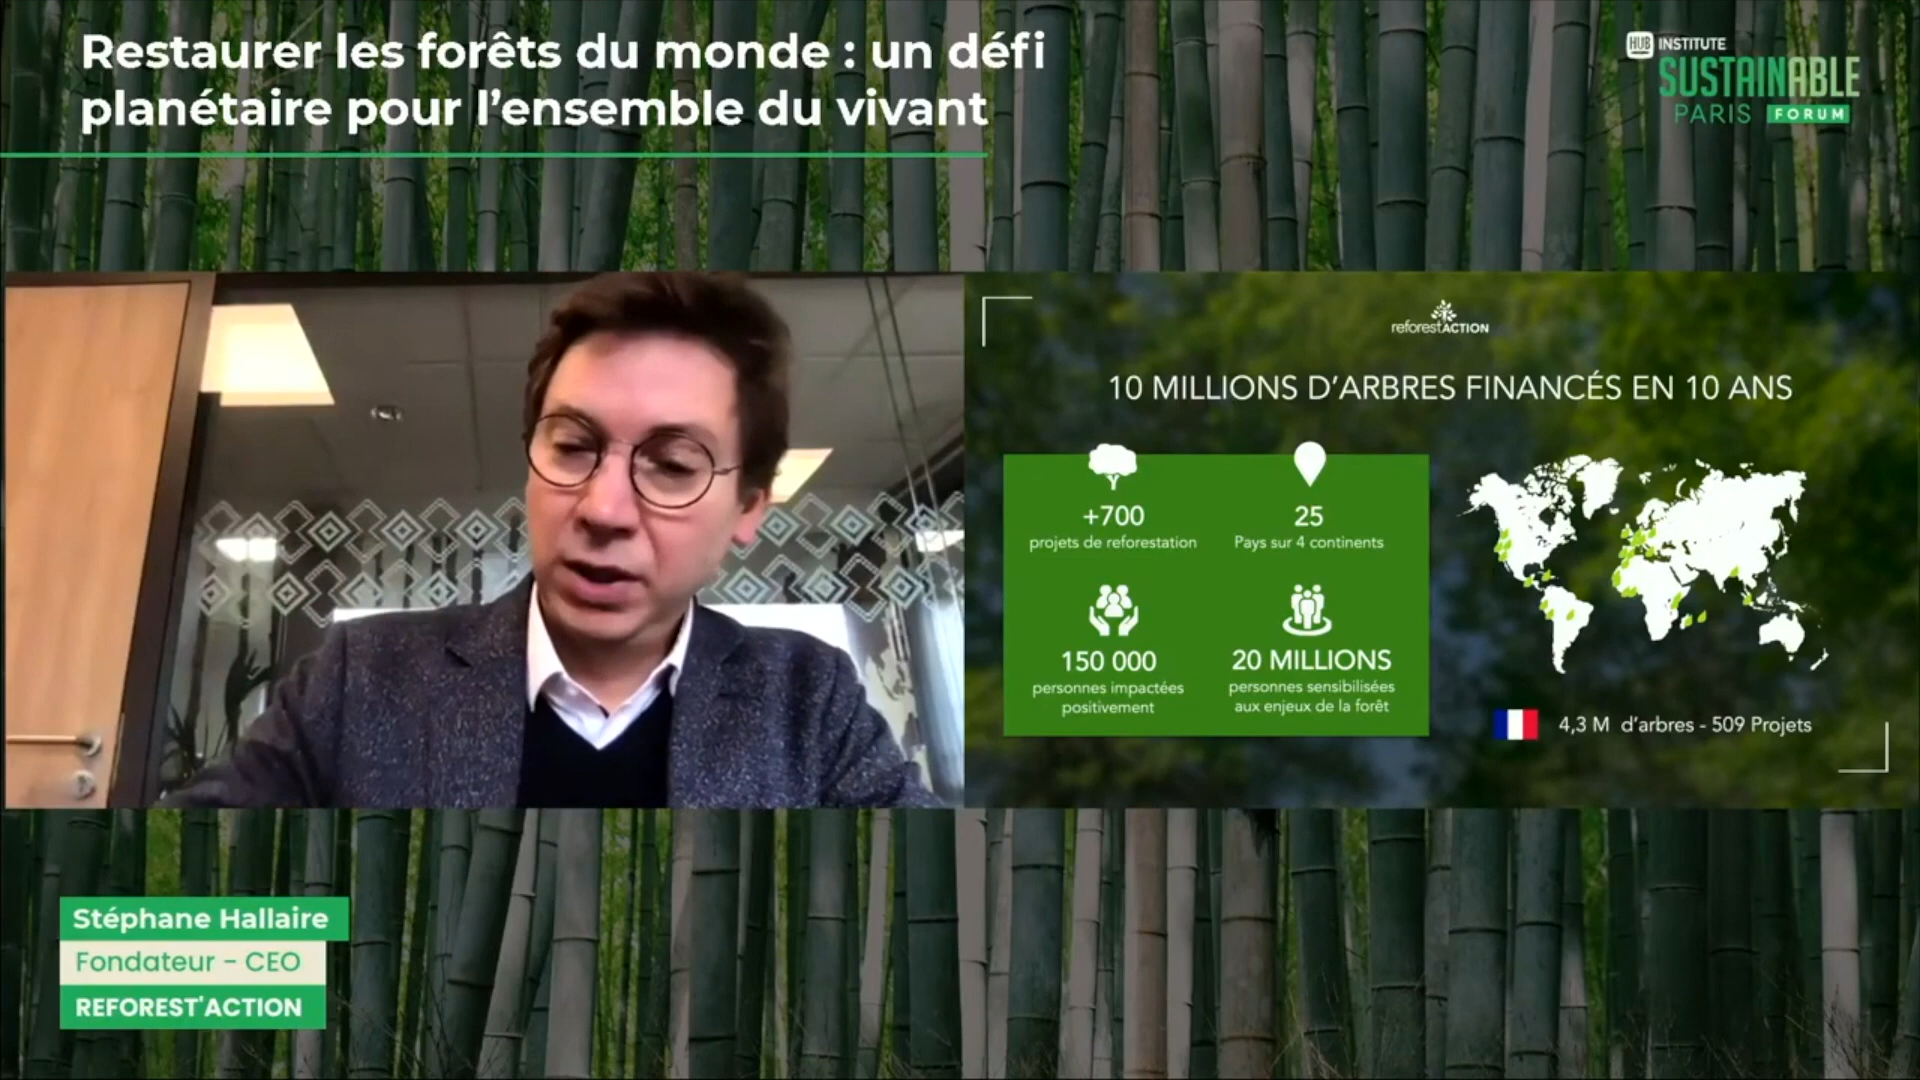 Restaurer les forêts du monde : un défi
planétaire pour l’ensemble du vivant
HUB INSTITUTE
SUSTAINABLE
PARIS FORUM
reforestACTION
10 MILLIONS D’ARBRES FINANCÉS EN 10 ANS
+700
projets de reforestation
25
Pays sur 4 continents
150 000
personnes impactées
positivement
20 MILLIONS
personnes sensibilisées
aux enjeux de la forêt
4,3 M d’arbres - 509 Projets
Stéphane Hallaire
Fondateur - CEO
REFOREST'ACTION